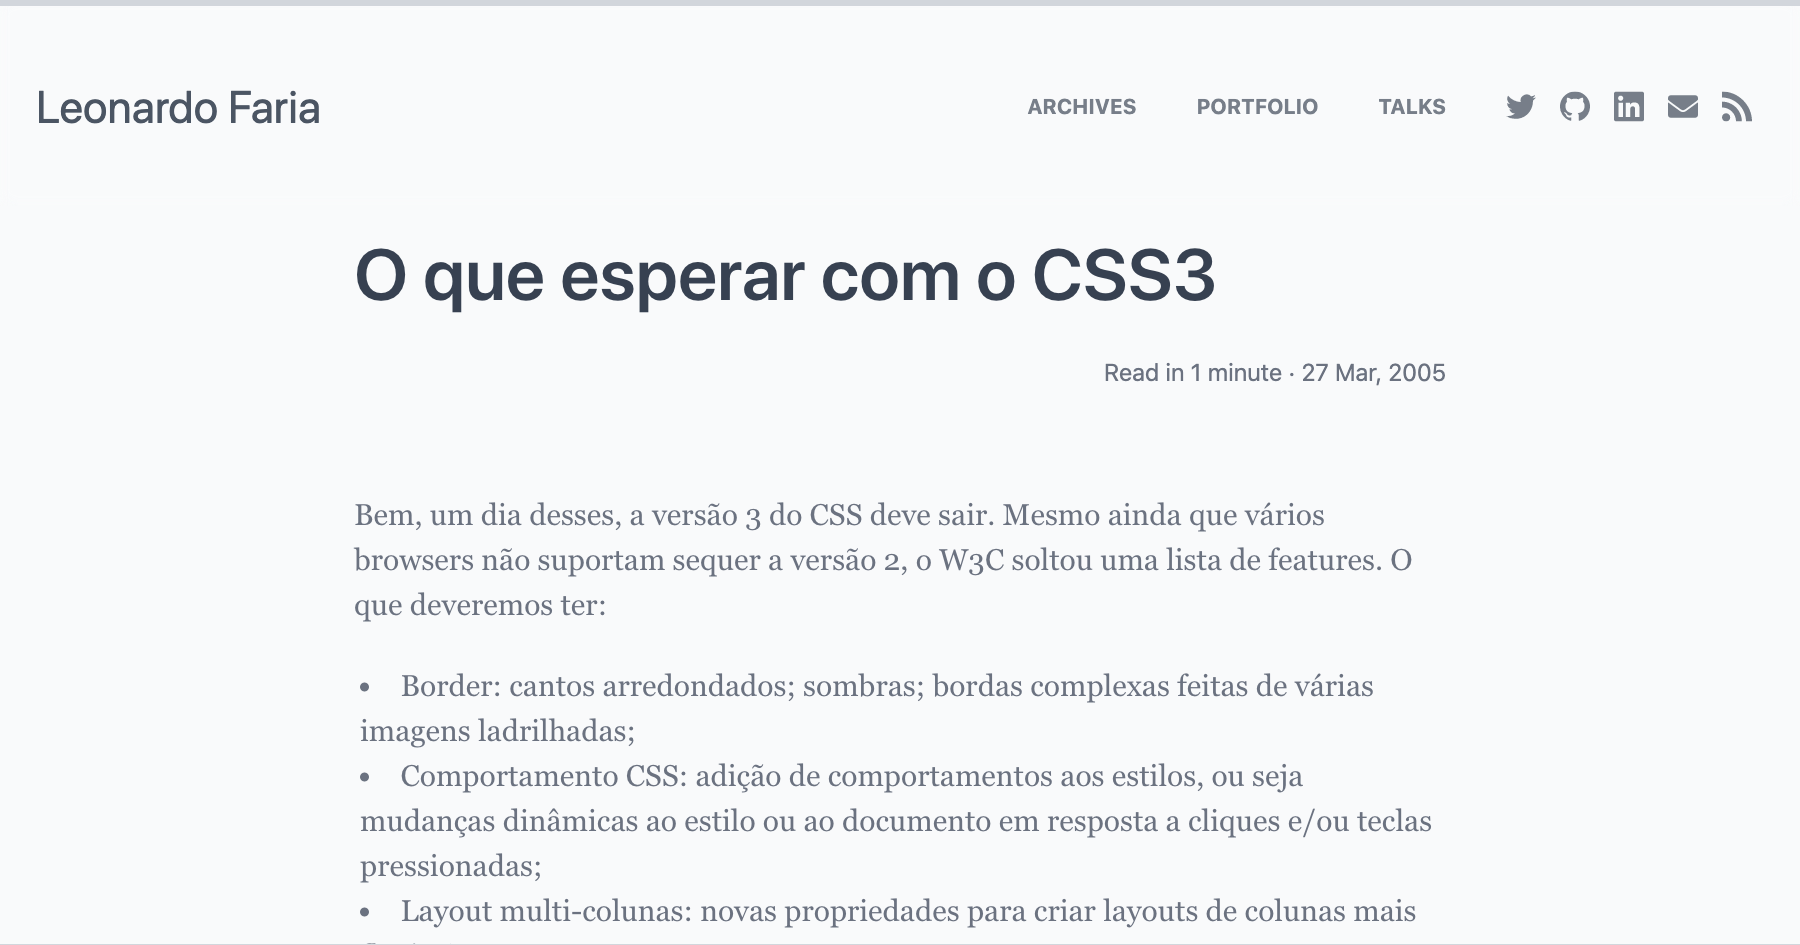 Leonardo Faria
ARCHIVES PORTFOLIO TALKS
O que esperar com o CSS3
Read in 1 minute · 27 Mar, 2005
Bem, um dia desses, a versão 3 do CSS deve sair. Mesmo ainda que vários
browsers não suportam sequer a versão 2, o W3C soltou uma lista de features. O
que deveremos ter:
• Border: cantos arredondados; sombras; bordas complexas feitas de várias
imagens ladrilhadas;
• Comportamento CSS: adição de comportamentos aos estilos, ou seja
mudanças dinâmicas ao estilo ou ao documento em resposta a cliques e/ou teclas
pressionadas;
• Layout multi-colunas: novas propriedades para criar layouts de colunas mais